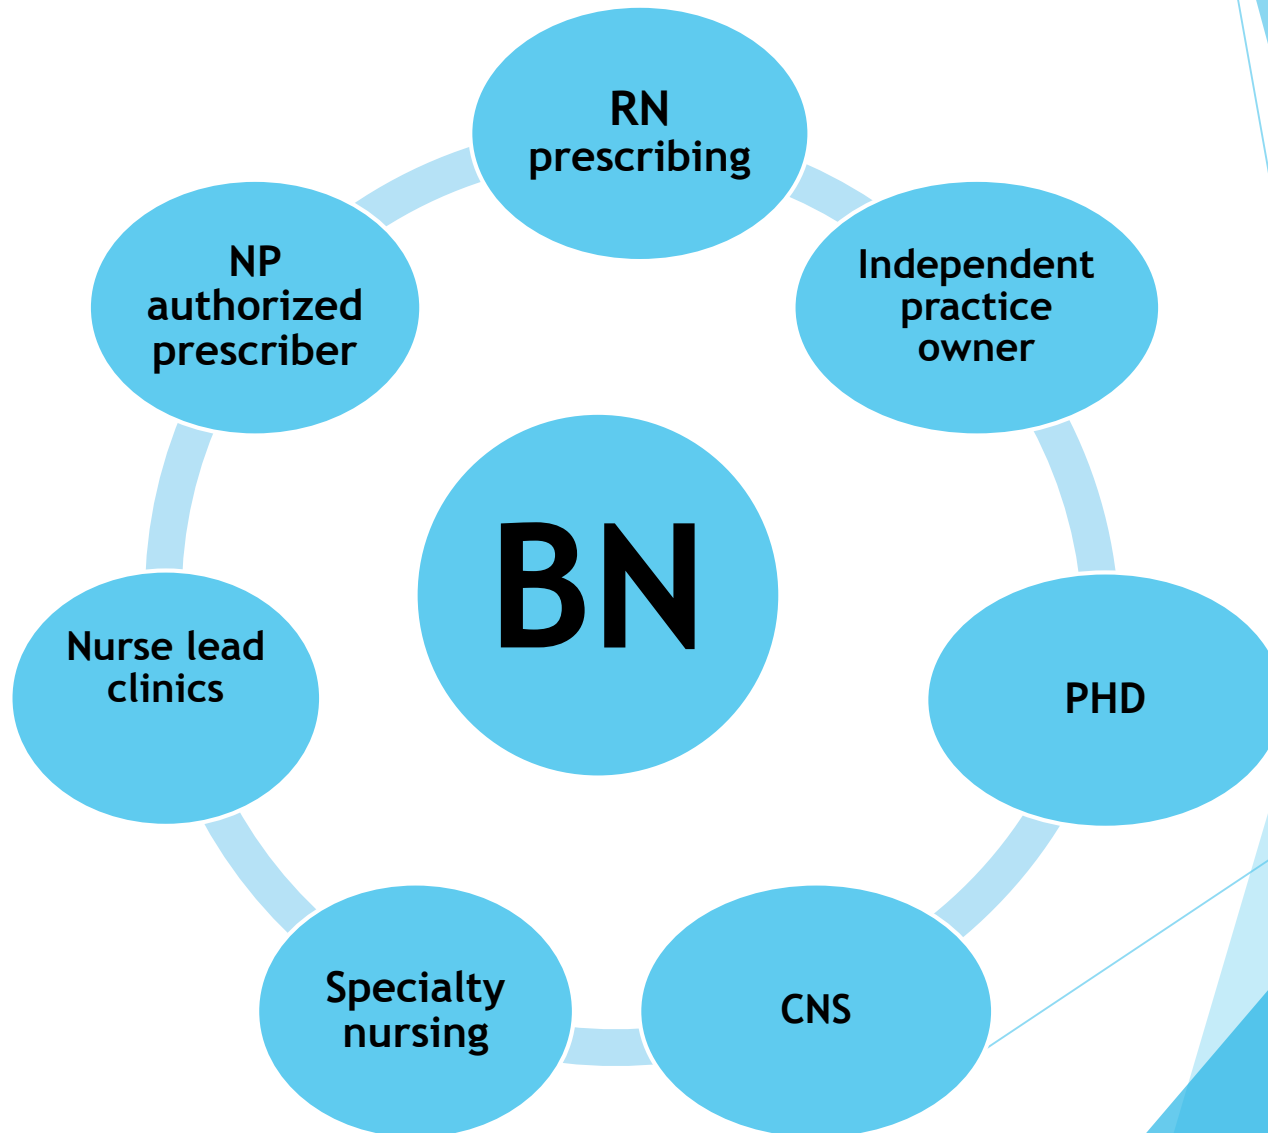 RN
prescribing
Independent
practice
owner
PHD
CNS
Specialty
nursing
Nurse lead
clinics
NP
authorized
prescriber
BN